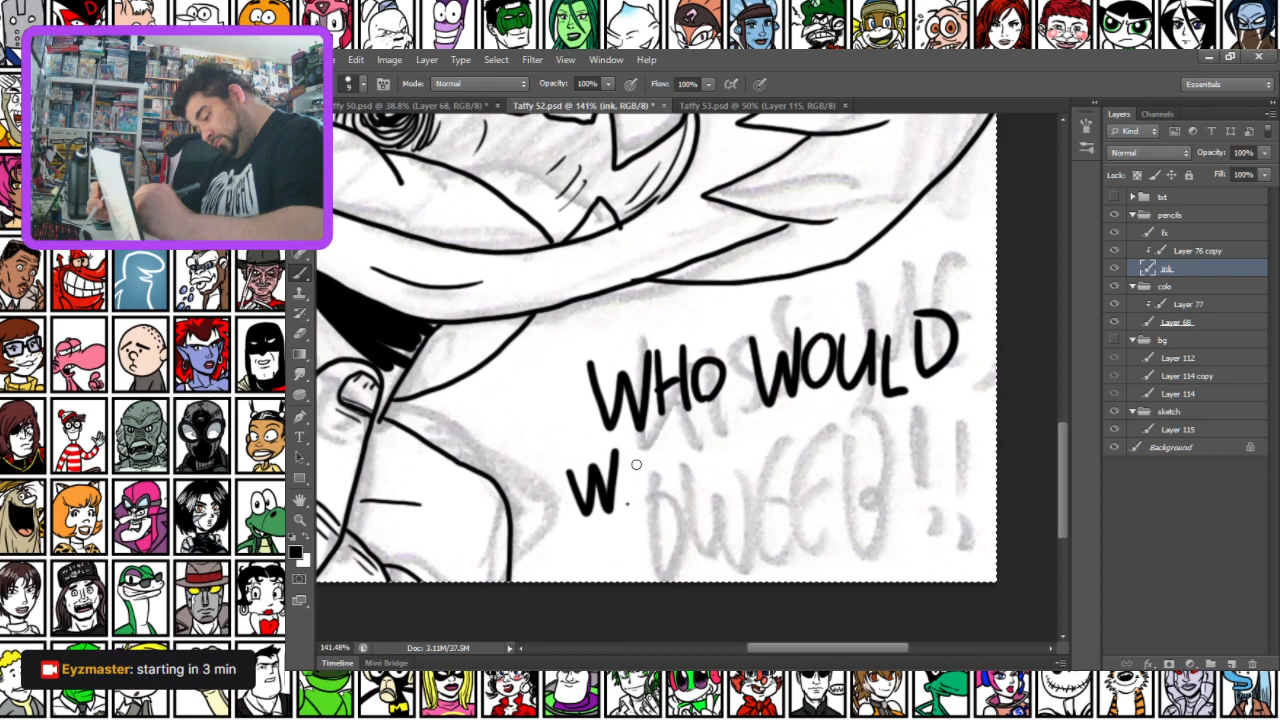 Edit Image Layer Type Select Filter View Window Help
9 Mode: Normal Opacity: 100% Flow: 100% Essentials
ffy 50.psd @ 38.8% (Layer 68, RGB/8) * × Taffy 52.psd @ 141% (ink, RGB/8) * × Taffy 53.psd @ 50% (Layer 115, RGB/8) ×
Layers Channels
Kind
Normal Opacity: 100%
Lock: Fill: 100%
txt
pencils
fx
Layer 76 copy
ink
colo
Layer 77
Layer 68
bg
Layer 112
Layer 114 copy
Layer 114
sketch
Layer 115
Background
WHO WOULD
W
141.48% Doc: 3.11M/37.5M
Timeline Mini Bridge
Eyzmaster: starting in 3 min